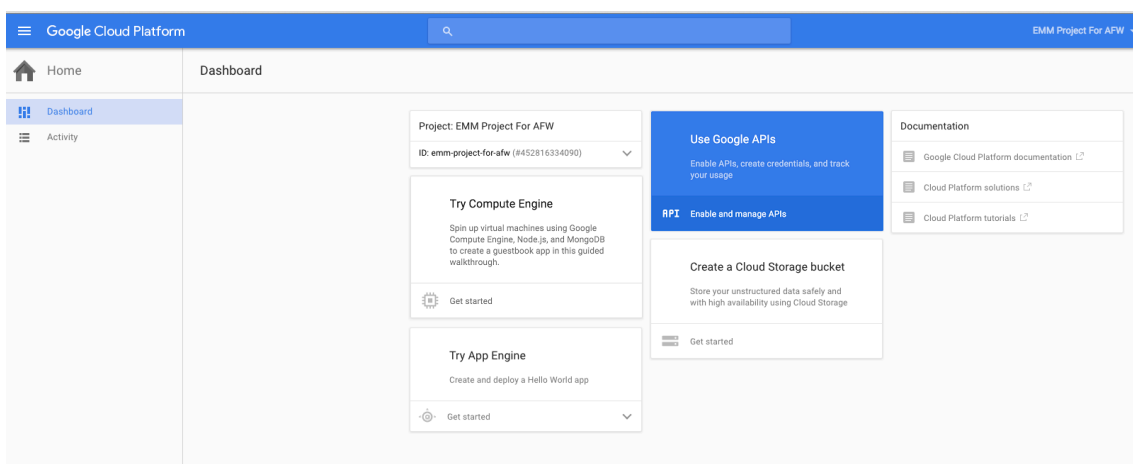 Google Cloud Platform
EMM Project For AFW
Home
Dashboard
Dashboard
Activity
Project: EMM Project For AFW
ID: emm-project-for-afw (#452816334090)
Try Compute Engine
Spin up virtual machines using Google
Compute Engine, Node.js, and MongoDB
to create a guestbook app in this guided
walkthrough.
Get started
Try App Engine
Create and deploy a Hello World app
Get started
Use Google APIs
Enable APIs, create credentials, and track
your usage
API Enable and manage APIs
Create a Cloud Storage bucket
Store your unstructured data safely and
with high availability using Cloud Storage
Get started
Documentation
Google Cloud Platform documentation
Cloud Platform solutions
Cloud Platform tutorials